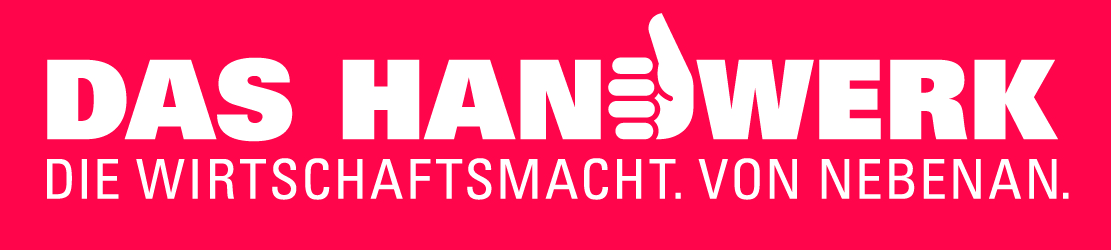 DAS HANDWERK
DIE WIRTSCHAFTSMACHT. VON NEBENAN.